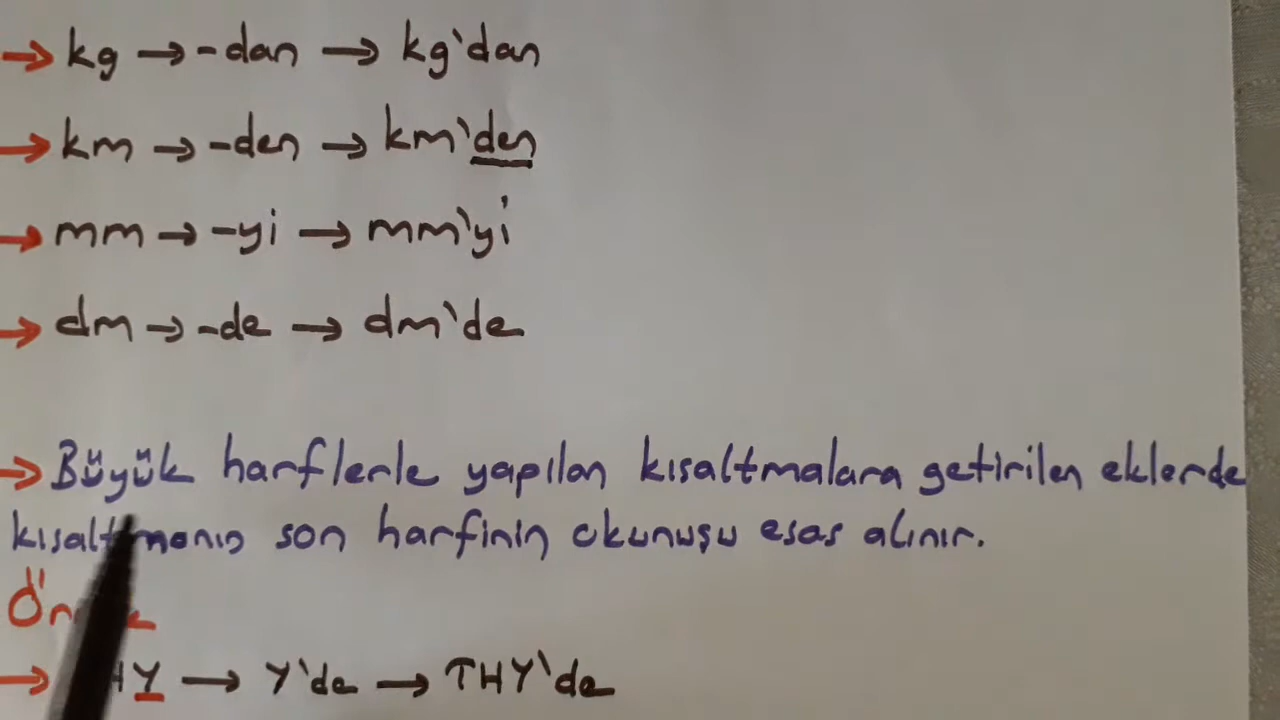 → kg → -dan → kg'dan
→ km → -den → km'den
→ mm → -yi → mm'yi
→ dm → -de → dm'de
→ Büyük harflerle yapılan kısaltmalara getirilen eklerde
kısaltmanın son harfinin okunuşu esas alınır.
→ Y → Y'de → THY'de